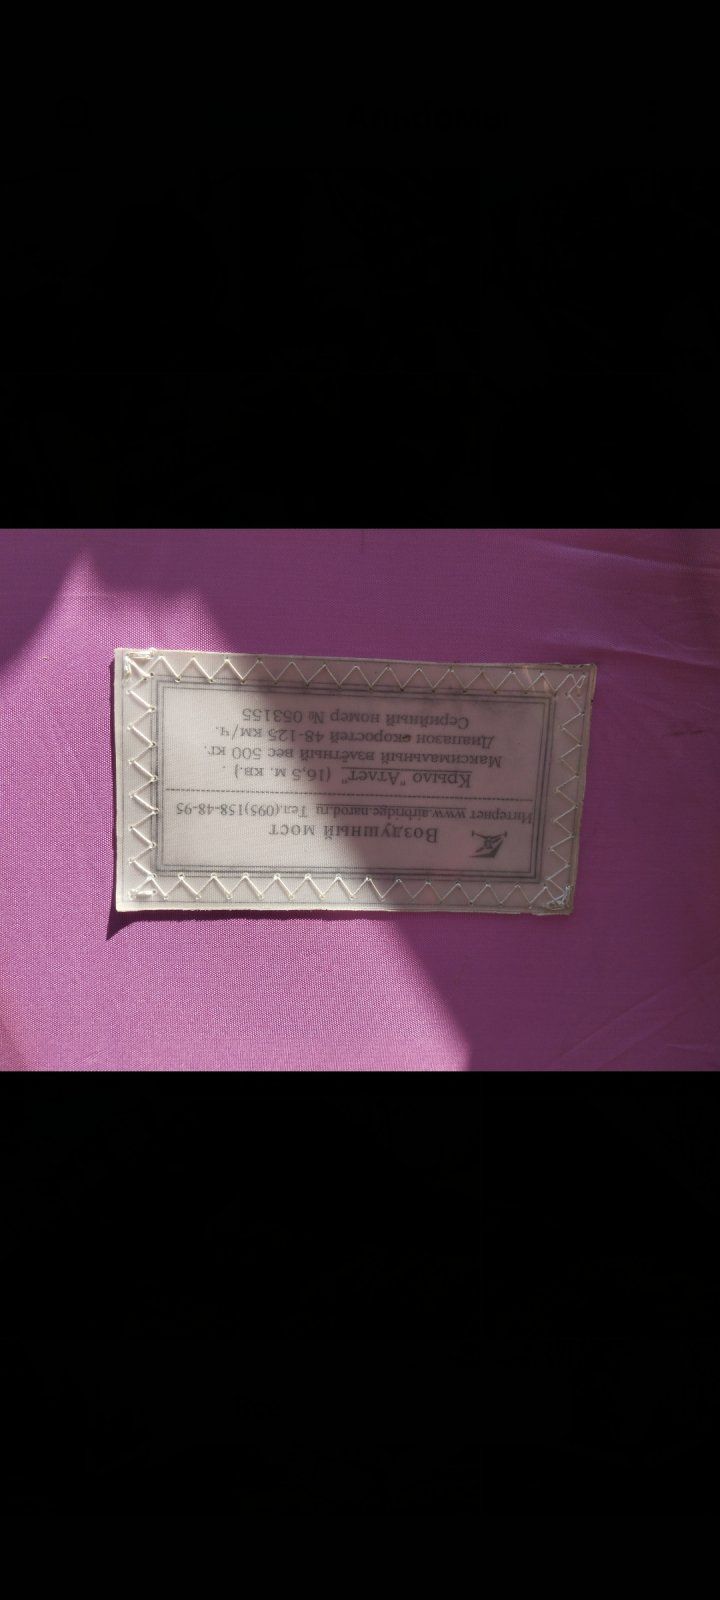 Воздушный мост
Интернет www.airbridge.narod.ru Тел.(095)158-48-95
Крыло "Атлет" (16,5 м. кв.) .
Максимальный взлётный вес 500 кг.
Диапазон скоростей 48-125 км/ч.
Серийный номер № 053155